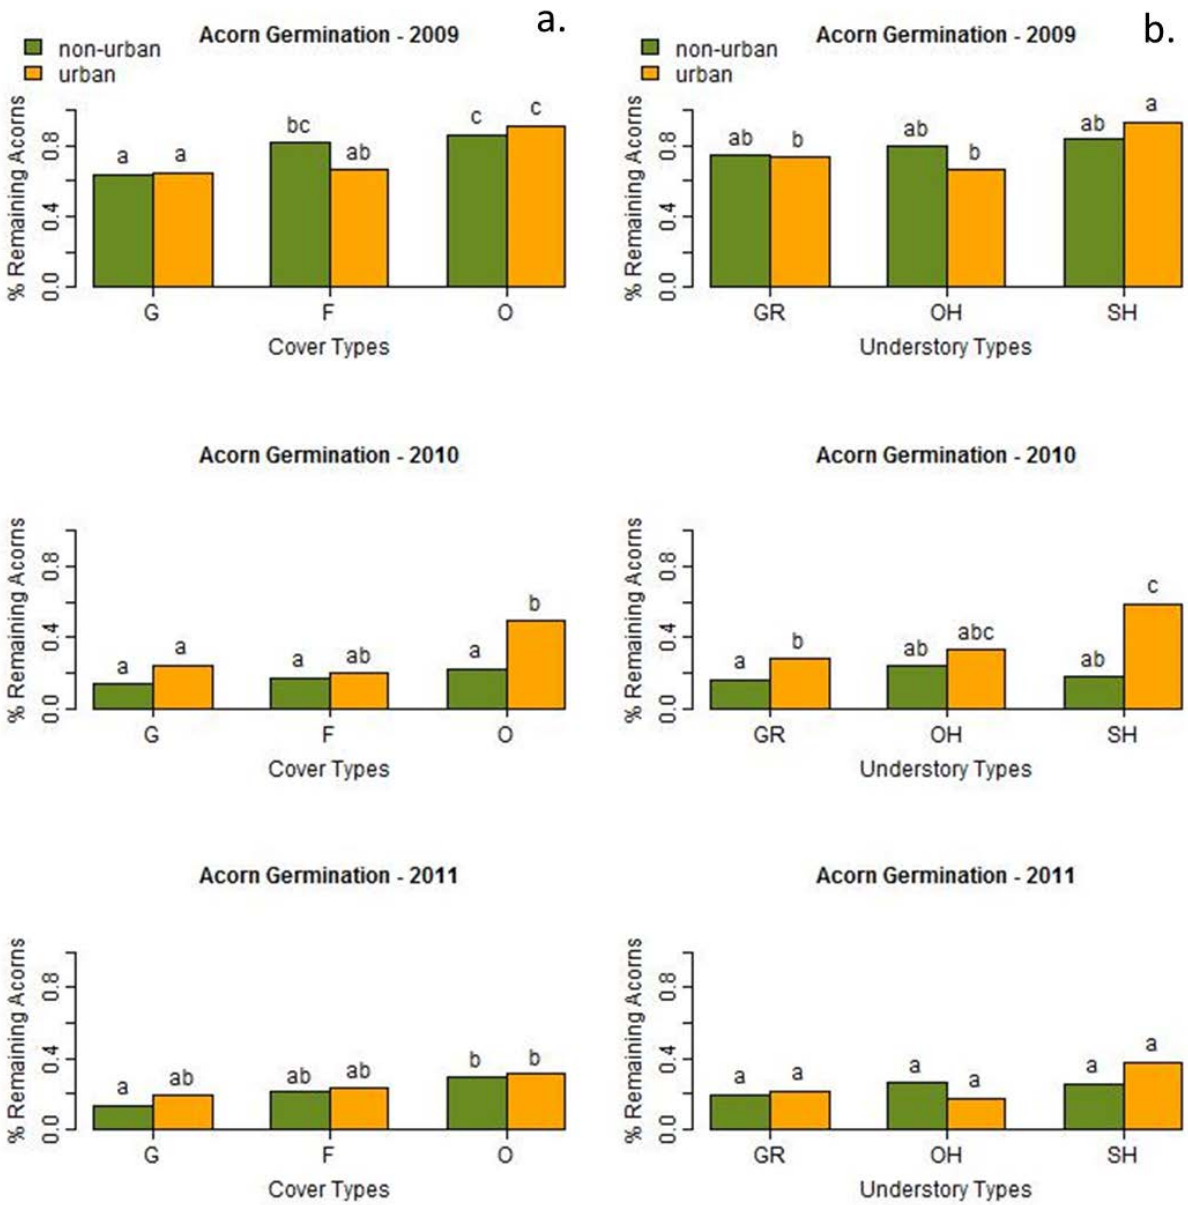 a.
Acorn Germination - 2009
non-urban
urban
% Remaining Acorns
0.0 0.4 0.8
a a bc ab c c
G F O
Cover Types
b.
Acorn Germination - 2009
non-urban
urban
% Remaining Acorns
0.0 0.4 0.8
ab b ab b ab a
GR OH SH
Understory Types
Acorn Germination - 2010
% Remaining Acorns
0.0 0.4 0.8
a a a ab a b
G F O
Cover Types
Acorn Germination - 2010
% Remaining Acorns
0.0 0.4 0.8
a b ab abc ab c
GR OH SH
Understory Types
Acorn Germination - 2011
% Remaining Acorns
0.0 0.4 0.8
a ab ab ab b b
G F O
Cover Types
Acorn Germination - 2011
% Remaining Acorns
0.0 0.4 0.8
a a a a a a
GR OH SH
Understory Types